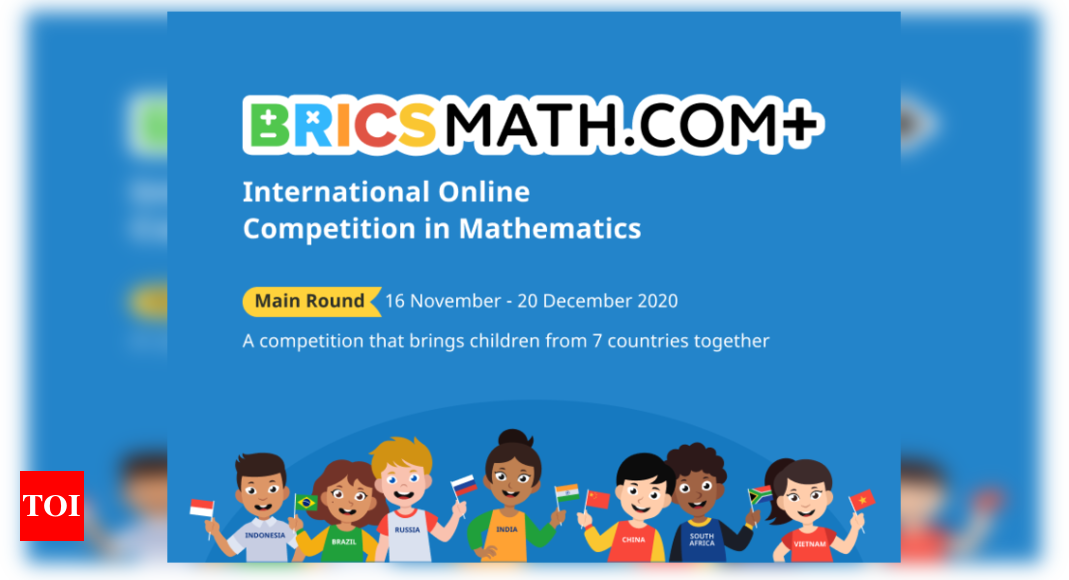 BRICSMATH.COM+
International Online
Competition in Mathematics
Main Round 16 November - 20 December 2020
A competition that brings children from 7 countries together
INDONESIA
BRAZIL
RUSSIA
INDIA
CHINA
SOUTH
AFRICA
VIETNAM
TOI